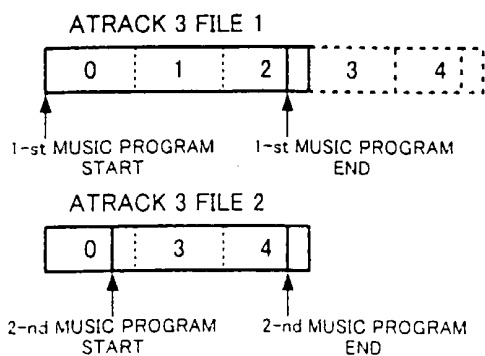 ATRACK 3 FILE 1
0 1 2 3 4
1-st MUSIC PROGRAM START
1-st MUSIC PROGRAM END
ATRACK 3 FILE 2
0 3 4
2-nd MUSIC PROGRAM START
2-nd MUSIC PROGRAM END